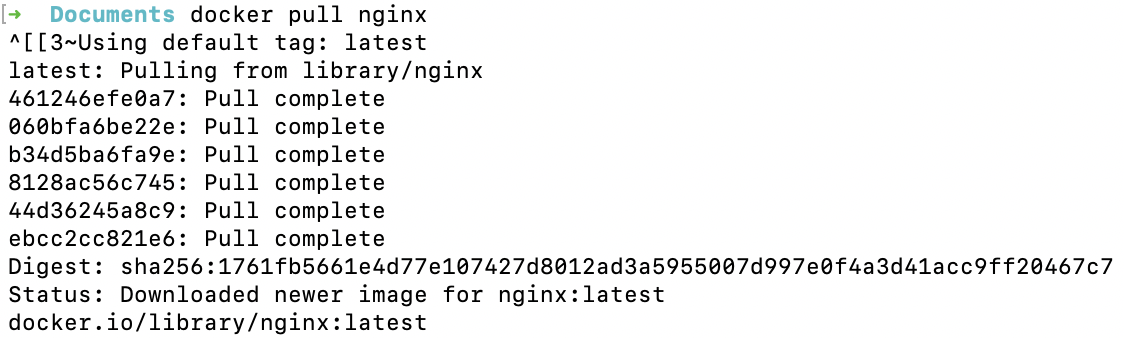 [➜  Documents docker pull nginx
^[[3~Using default tag: latest
latest: Pulling from library/nginx
461246efe0a7: Pull complete
060bfa6be22e: Pull complete
b34d5ba6fa9e: Pull complete
8128ac56c745: Pull complete
44d36245a8c9: Pull complete
ebcc2cc821e6: Pull complete
Digest: sha256:1761fb5661e4d77e107427d8012ad3a5955007d997e0f4a3d41acc9ff20467c7
Status: Downloaded newer image for nginx:latest
docker.io/library/nginx:latest